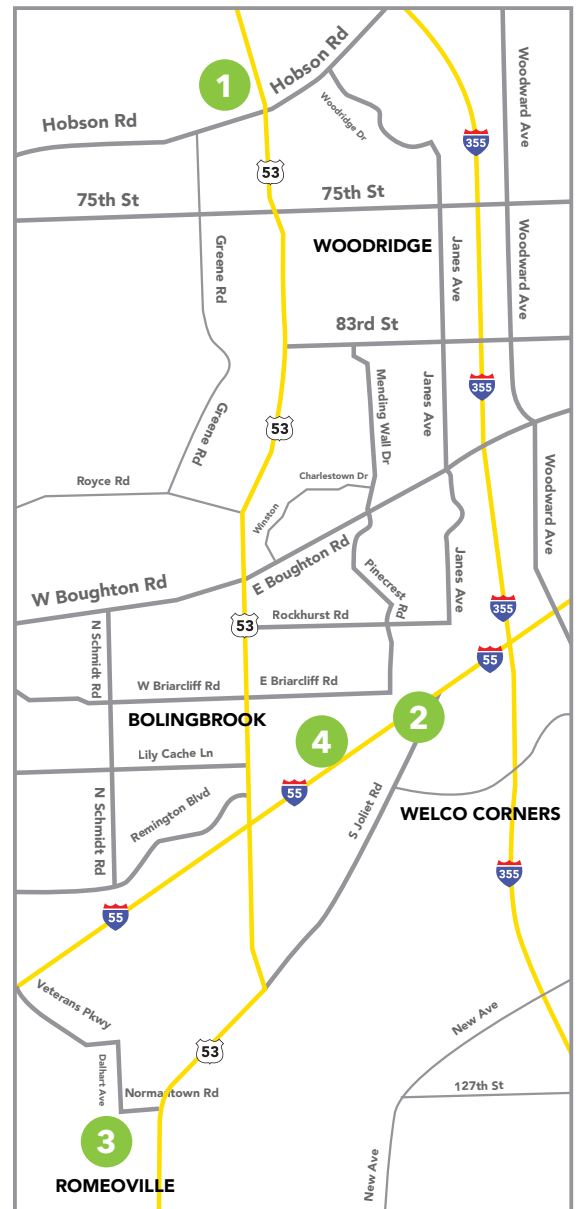 Hobson Rd
1
Woodward Ave
Hobson Rd
Woodridge Dr
355
53
75th St
75th St
Greene Rd
WOODRIDGE
Janes Ave
Woodward Ave
83rd St
Mending Wall Dr
Janes Ave
355
Greene Rd
53
Royce Rd
Charlestown Dr
Winston
Woodward Ave
E Boughton Rd
W Boughton Rd
Pinecrest Rd
Janes Ave
355
N Schmidt Rd
53
Rockhurst Rd
55
W Briarcliff Rd
E Briarcliff Rd
BOLINGBROOK
4
2
Lily Cache Ln
55
N Schmidt Rd
Remington Blvd
S Joliet Rd
WELCO CORNERS
355
55
Veterans Pkwy
New Ave
53
Dalhart Ave
Normantown Rd
127th St
3
New Ave
ROMEOVILLE